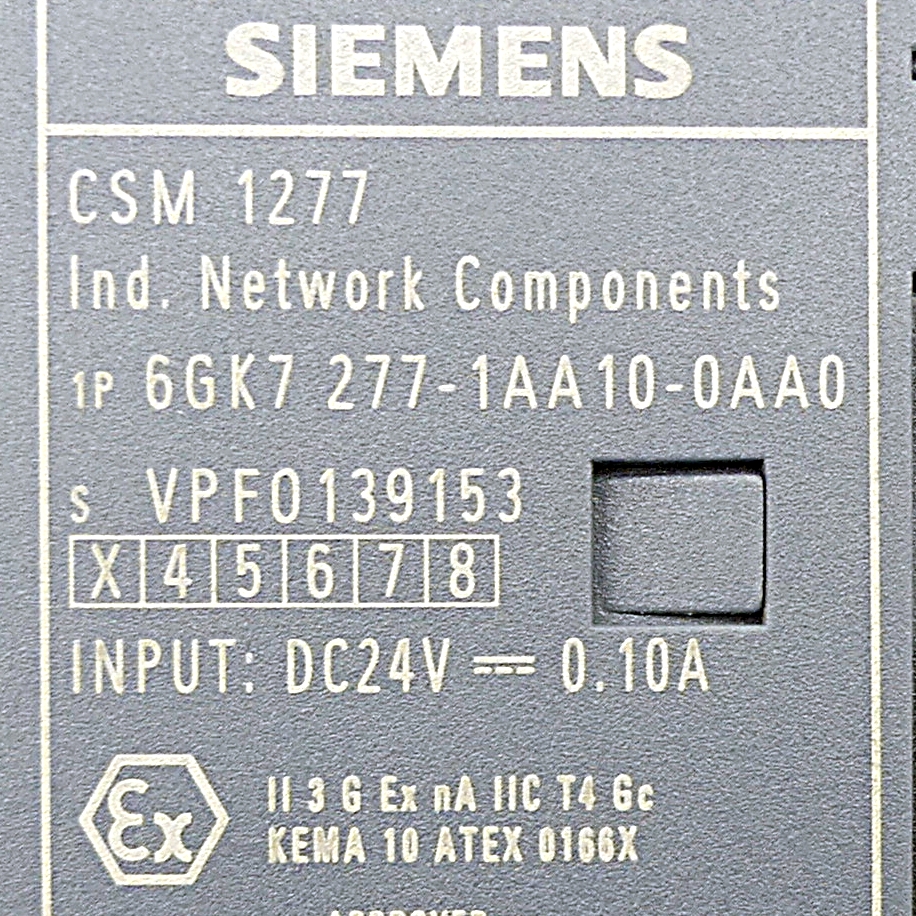 SIEMENS
CSM 1277
Ind. Network Components
1P 6GK7 277-1AA10-0AA0
S VPF0139153
X 4 5 6 7 8
INPUT: DC24V ⎓ 0.10A
Ex II 3 G Ex nA IIC T4 Gc
KEMA 10 ATEX 0166X